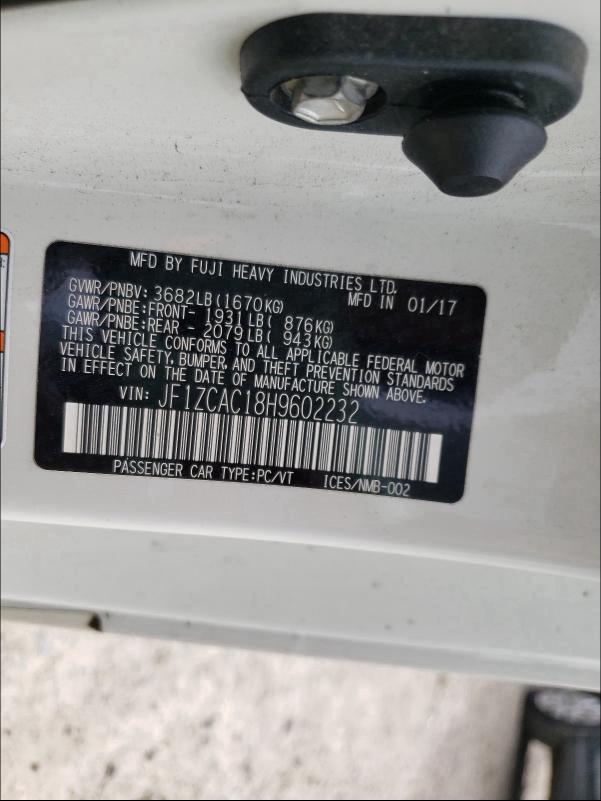 MFD BY FUJI HEAVY INDUSTRIES LTD.
GVWR/PNBV: 3682LB(1670KG) MFD IN 01/17
GAWR/PNBE:FRONT- 1931LB( 876KG)
GAWR/PNBE:REAR - 2079LB( 943KG)
THIS VEHICLE CONFORMS TO ALL APPLICABLE FEDERAL MOTOR
VEHICLE SAFETY, BUMPER, AND THEFT PREVENTION STANDARDS
IN EFFECT ON THE DATE OF MANUFACTURE SHOWN ABOVE.
VIN: JF1ZCAC18H9602232
PASSENGER CAR TYPE:PC/VT ICES/NMB-002